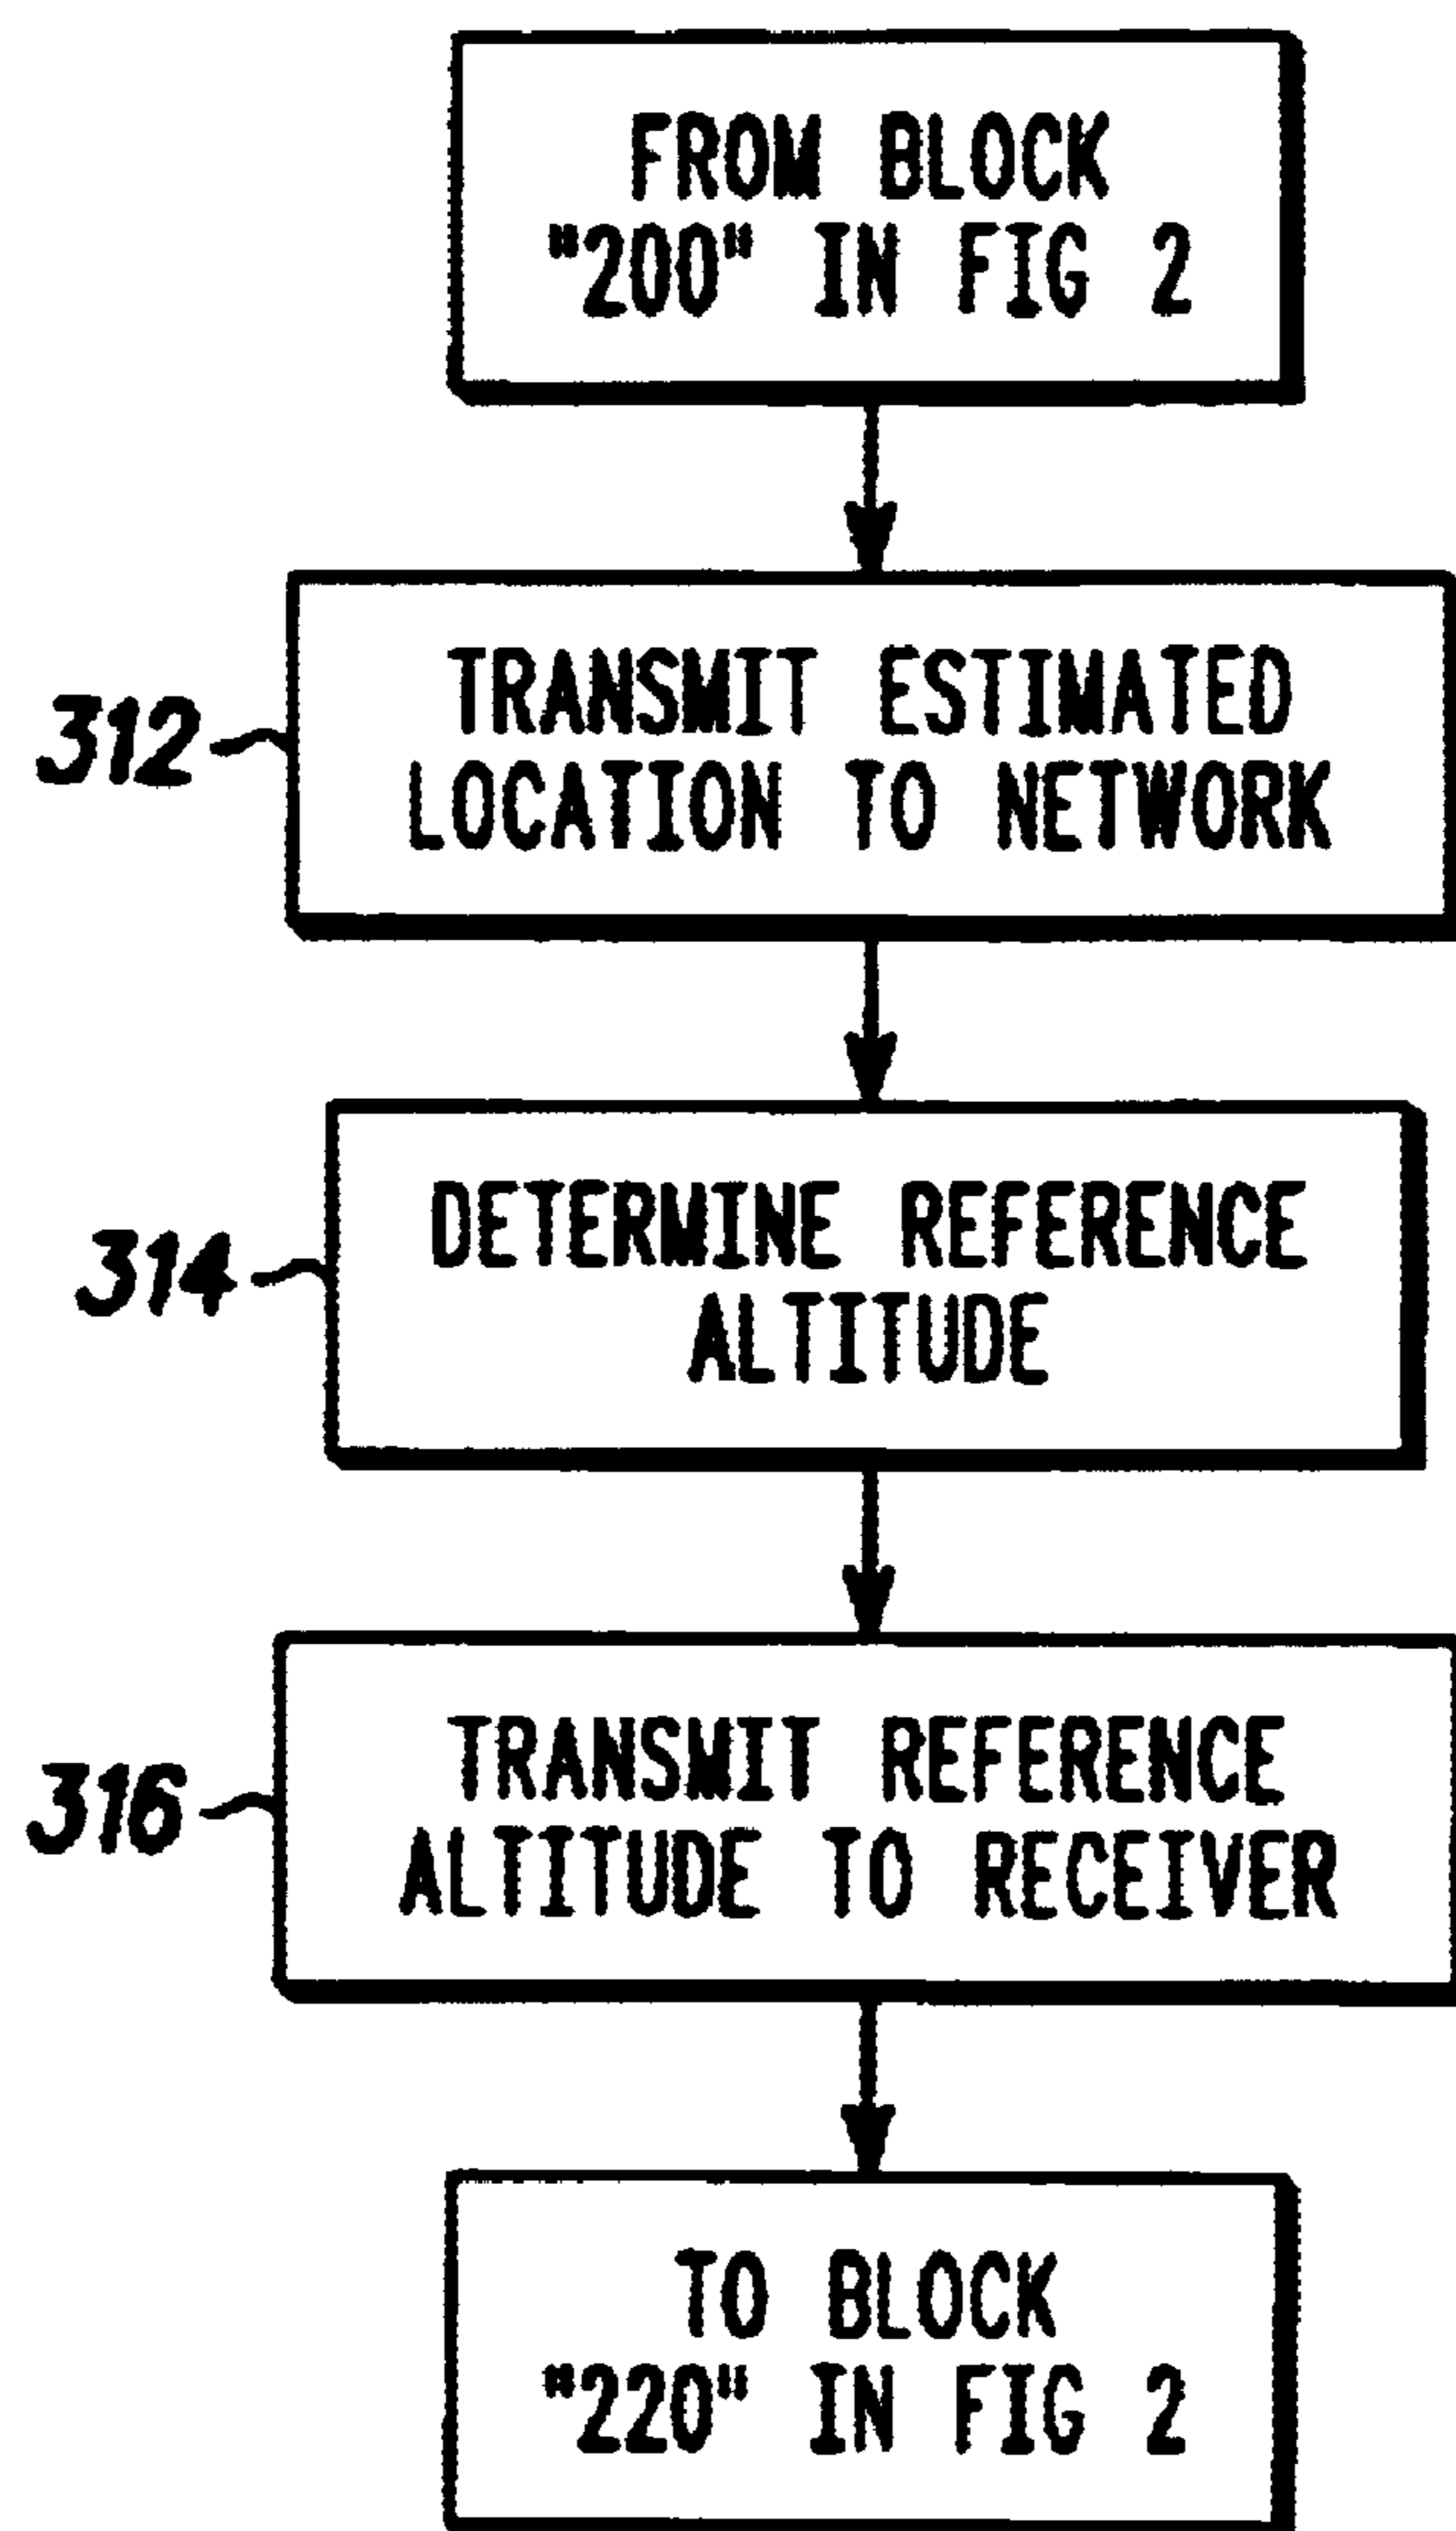 FROM BLOCK
"200" IN FIG 2
312
TRANSMIT ESTIMATED
LOCATION TO NETWORK
314
DETERMINE REFERENCE
ALTITUDE
316
TRANSMIT REFERENCE
ALTITUDE TO RECEIVER
TO BLOCK
"220" IN FIG 2